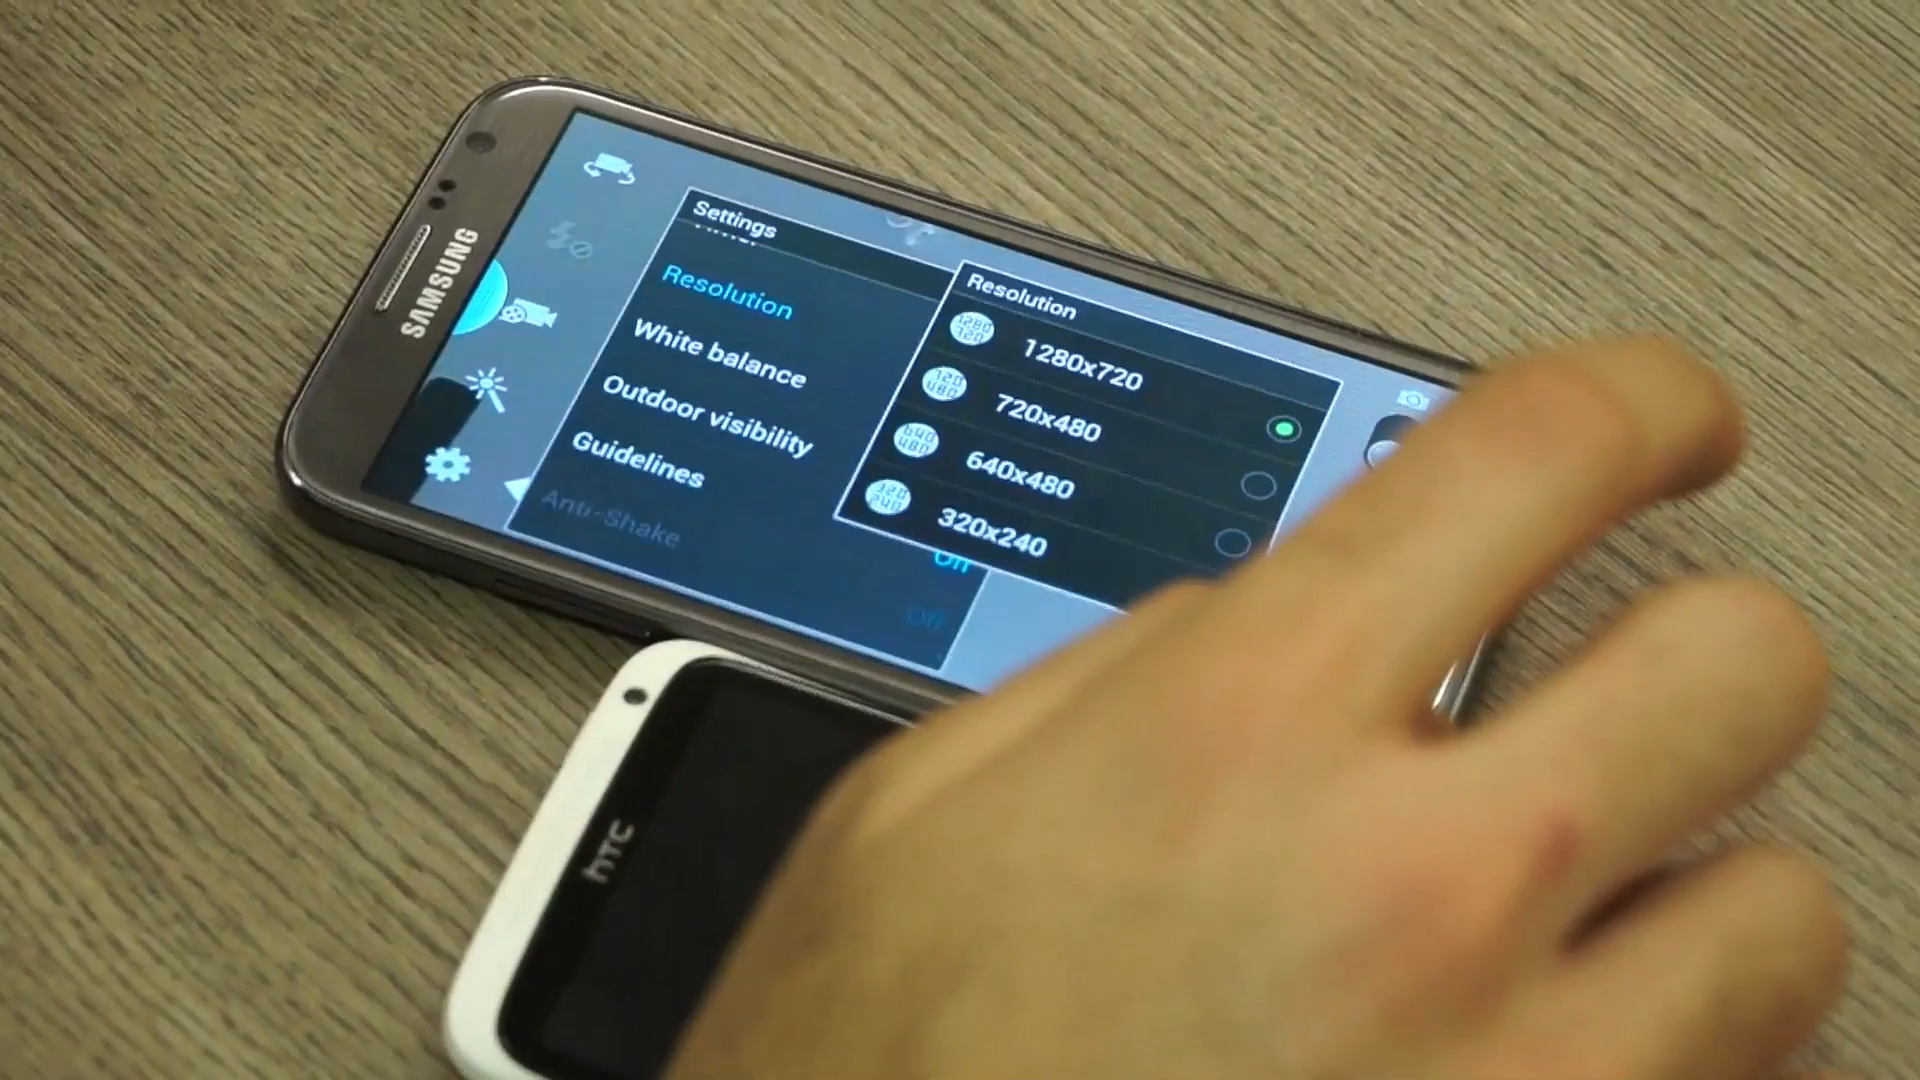 SAMSUNG
Settings
Resolution
White balance
Outdoor visibility
Guidelines
Anti-Shake
On
Off
Resolution
1280x720
720x480
640x480
320x240
hTC